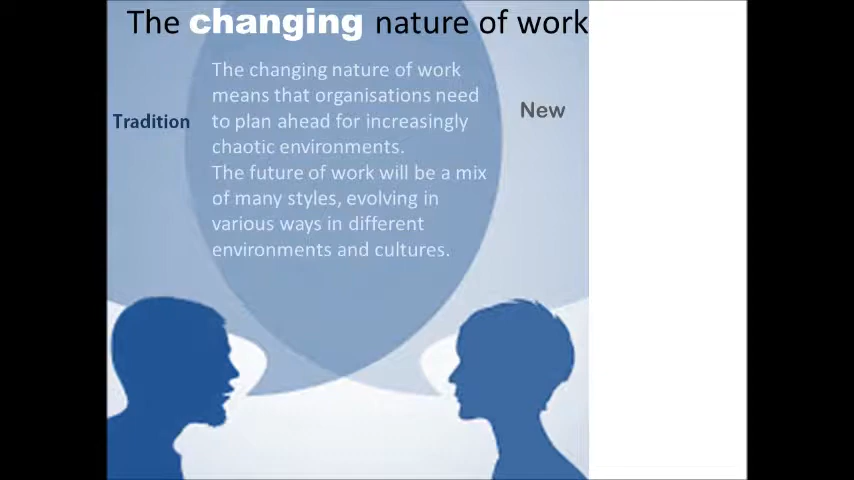 The changing nature of work
The changing nature of work
means that organisations need
Tradition
to plan ahead for increasingly
New
chaotic environments.
The future of work will be a mix
of many styles, evolving in
various ways in different
environments and cultures.